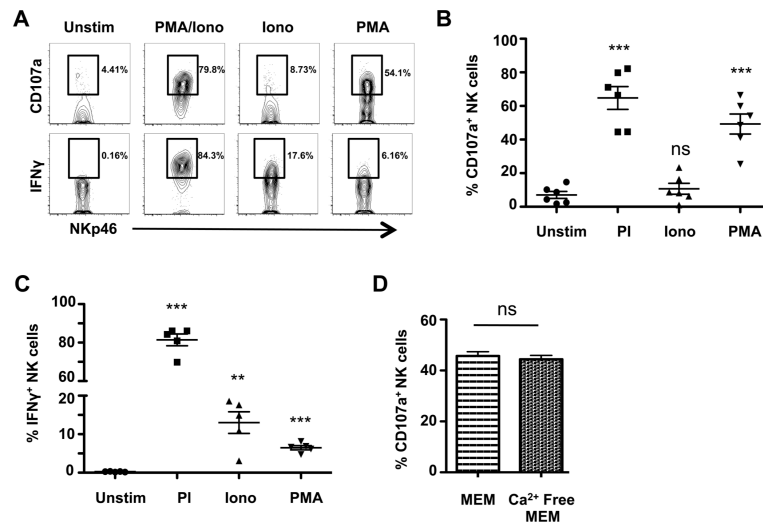 A
Unstim PMA/Iono Iono PMA
CD107a
4.41% 79.8% 8.73% 54.1%
IFNγ
0.16% 84.3% 17.6% 6.16%
NKp46
B
% CD107a⁺ NK cells
100
80
60
40
20
0
*** ns ***
Unstim PI Iono PMA
C
% IFNγ⁺ NK cells
100
80
60
20
10
0
*** ** ***
Unstim PI Iono PMA
D
% CD107a⁺ NK cells
60
40
20
0
ns
MEM Ca²⁺ Free
MEM